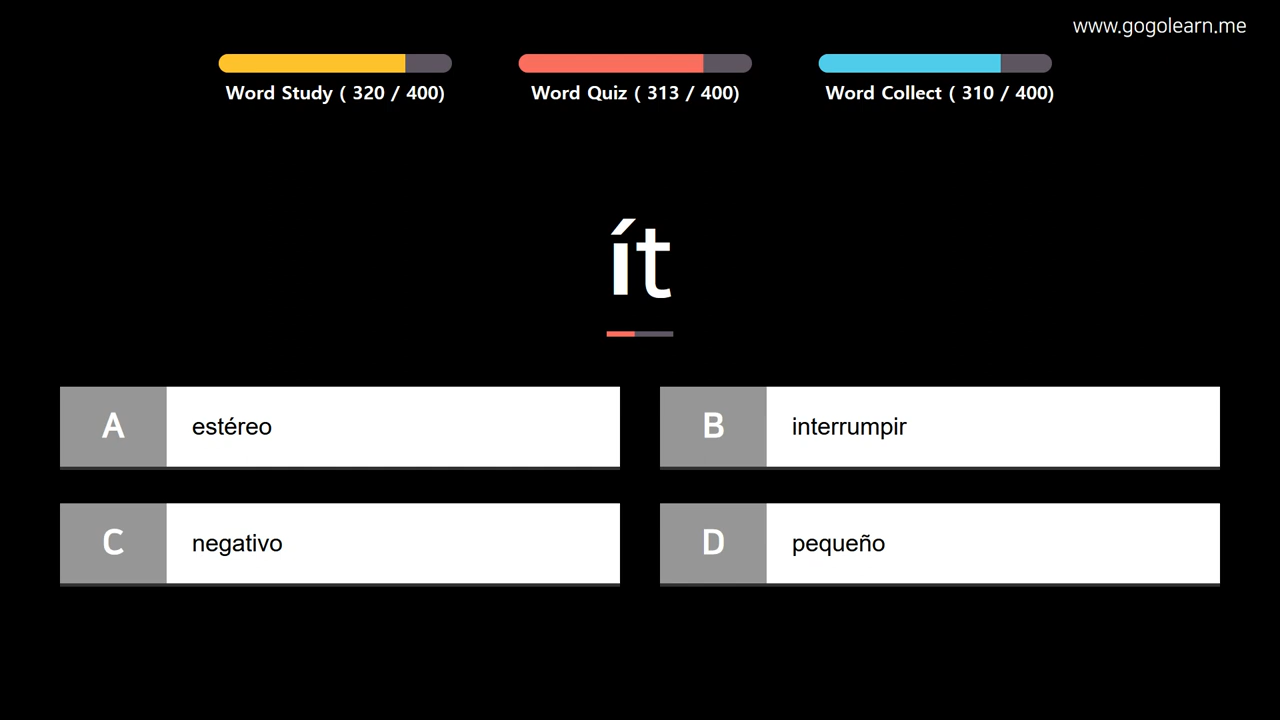 www.gogolearn.me
Word Study ( 320 / 400)
Word Quiz ( 313 / 400)
Word Collect ( 310 / 400)
ít
A estéreo
B interrumpir
C negativo
D pequeño